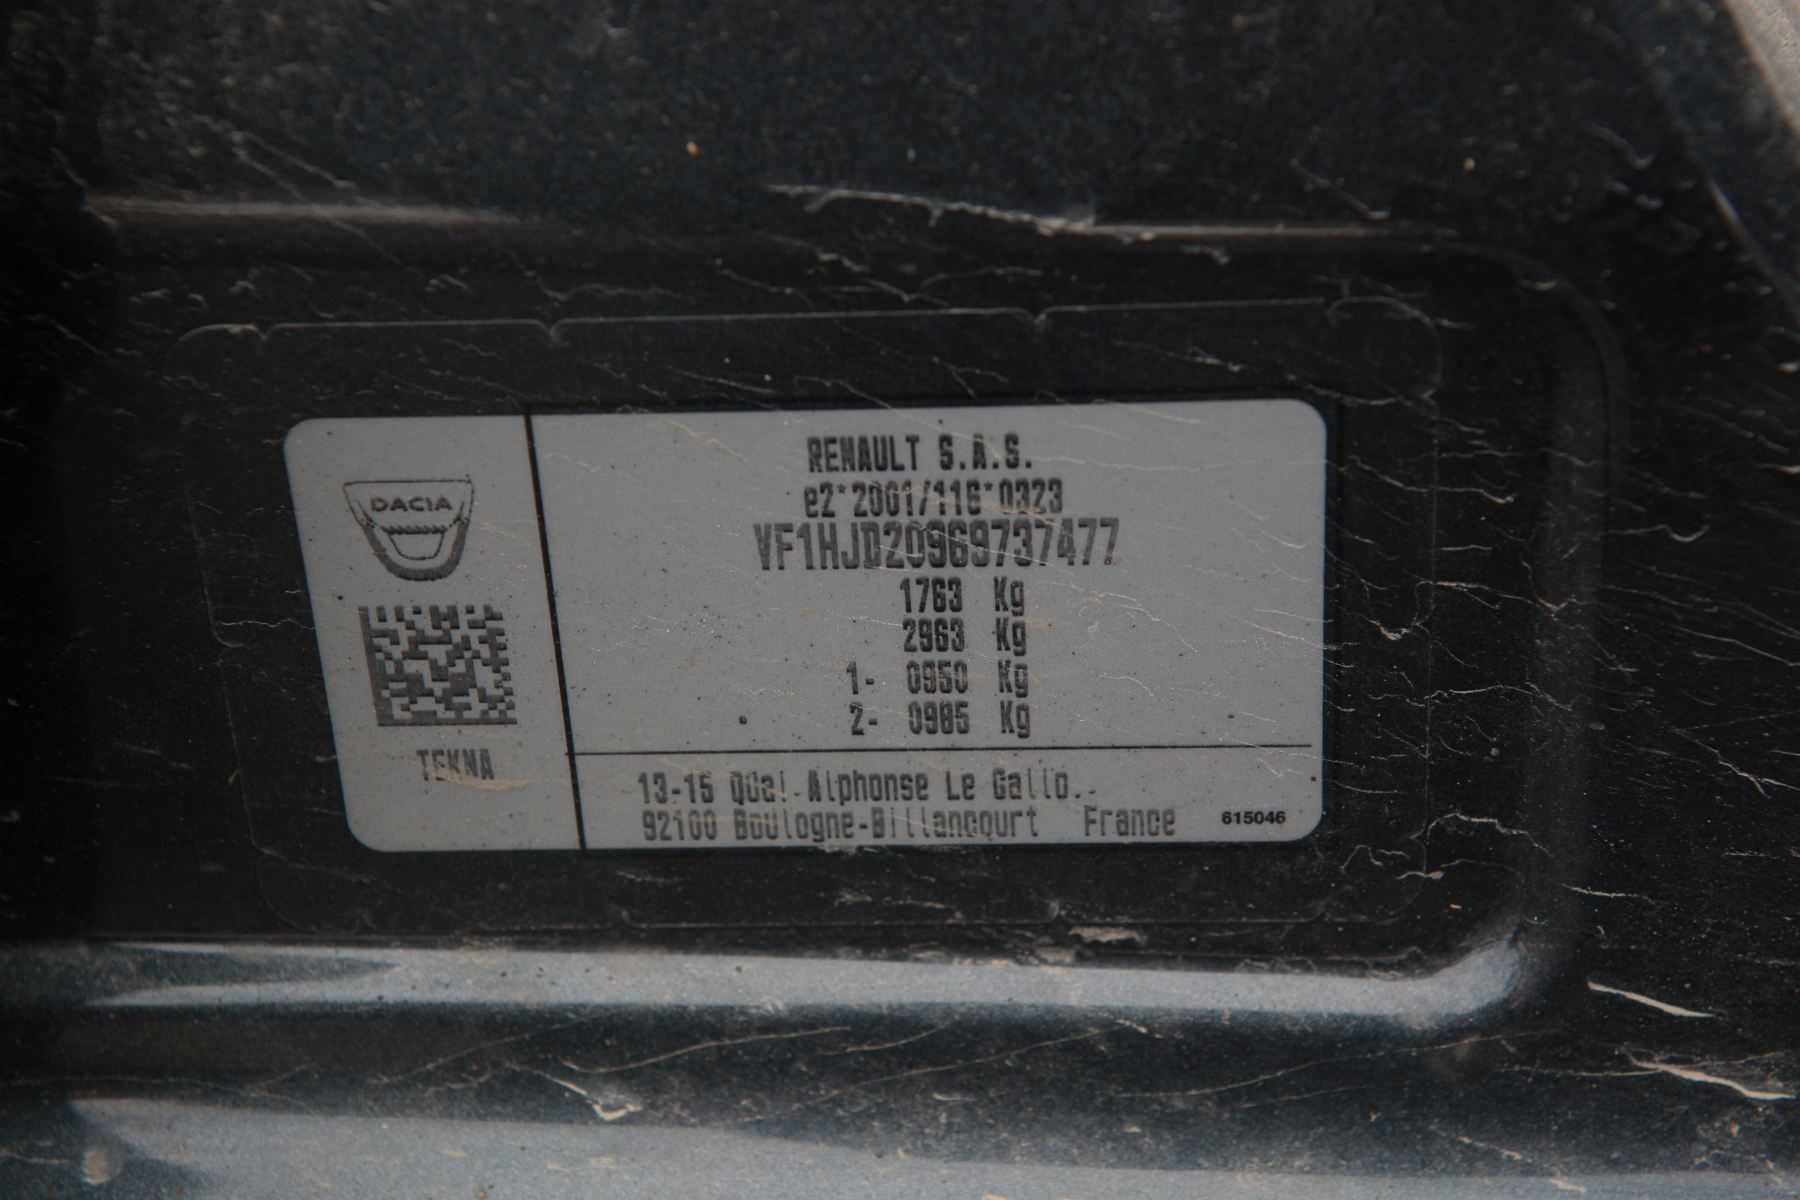 DACIA
TEKNA
RENAULT S.A.S.
e2*2001/116*0323
VF1HJD20969737477
1763 Kg
2963 Kg
1- 0950 Kg
2- 0985 Kg
13-15 Quai Alphonse Le Gallo.
92100 Boulogne-Billancourt France
615046